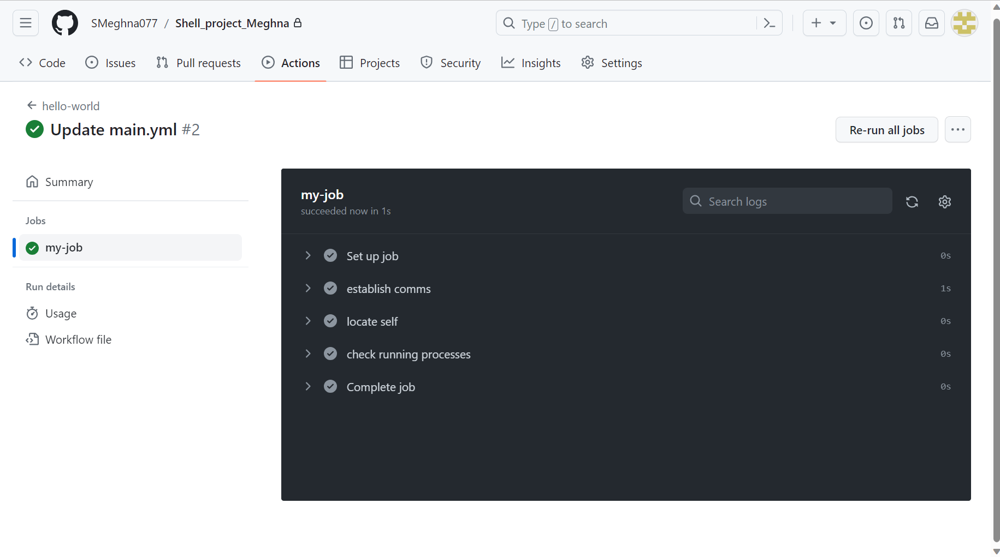 SMeghna077 / Shell_project_Meghna
Type / to search
Code Issues Pull requests Actions Projects Security Insights Settings
hello-world
Update main.yml #2
Re-run all jobs
Summary
Jobs
my-job
Run details
Usage
Workflow file
my-job
succeeded now in 1s
Search logs
Set up job 0s
establish comms 1s
locate self 0s
check running processes 0s
Complete job 0s